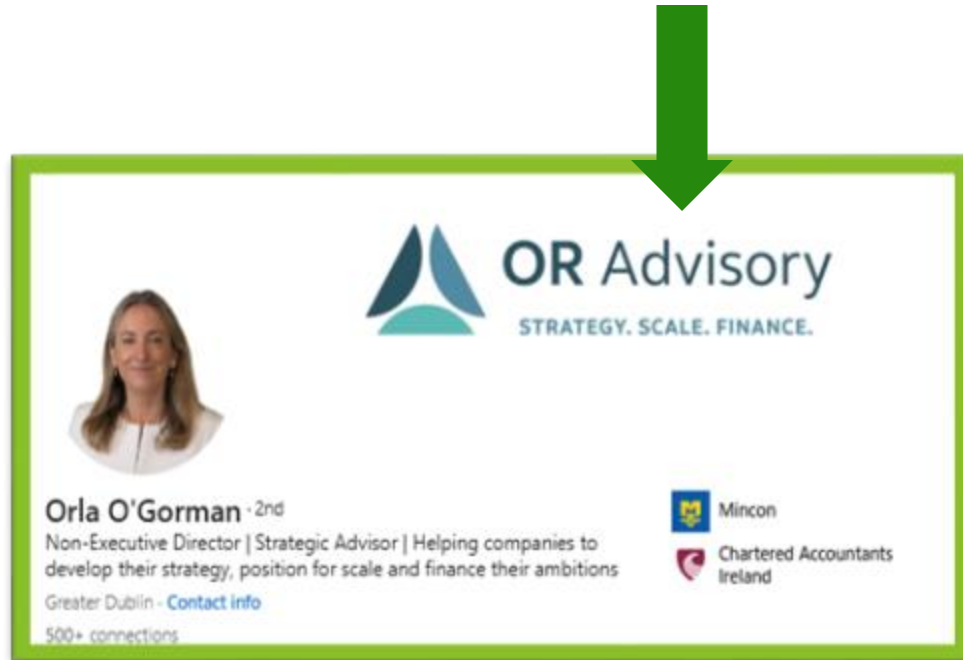 OR Advisory
STRATEGY. SCALE. FINANCE.
Orla O'Gorman · 2nd
Non-Executive Director | Strategic Advisor | Helping companies to
develop their strategy, position for scale and finance their ambitions
Greater Dublin · Contact info
500+ connections
Mincon
Chartered Accountants
Ireland